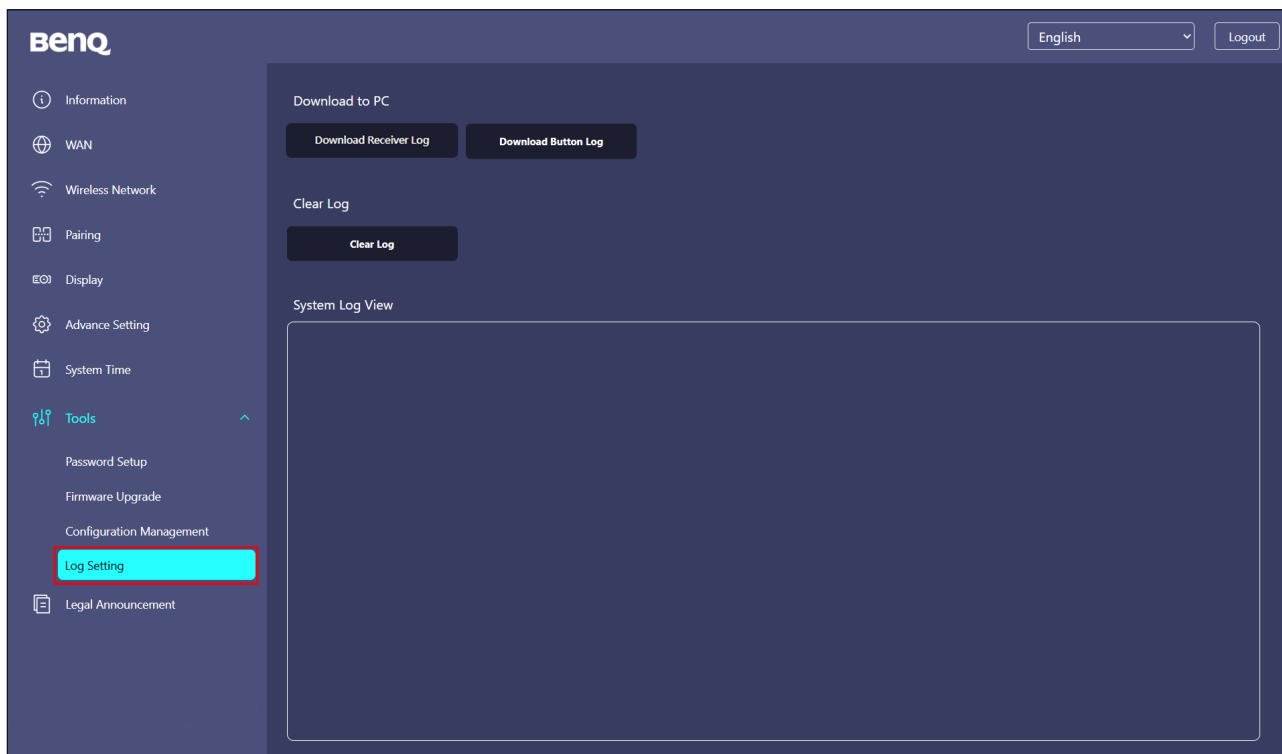 BenQ
English
Logout
Information
WAN
Wireless Network
Pairing
Display
Advance Setting
System Time
Tools
Password Setup
Firmware Upgrade
Configuration Management
Log Setting
Legal Announcement
Download to PC
Download Receiver Log
Download Button Log
Clear Log
Clear Log
System Log View